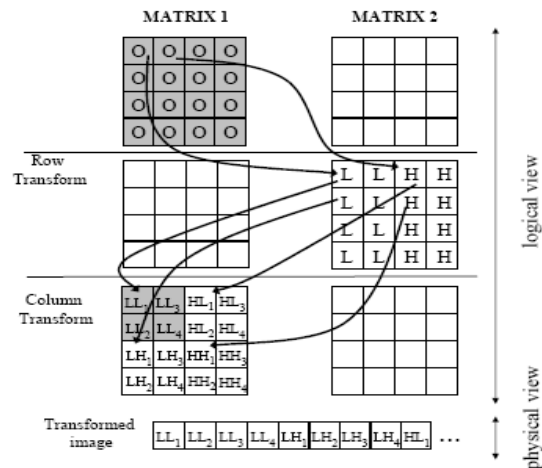 MATRIX 1 MATRIX 2
O O O O
O O O O
O O O O
O O O O
Row
Transform
L L H H
L L H H
L L H H
L L H H
logical view
Column
Transform
LL1 LL3 HL1 HL3
LL2 LL4 HL2 HL4
LH1 LH3 HH1 HH3
LH2 LH4 HH2 HH4
Transformed
image
LL1 LL2 LL3 LL4 LH1 LH2 LH3 LH4 HL1 ...
physical view